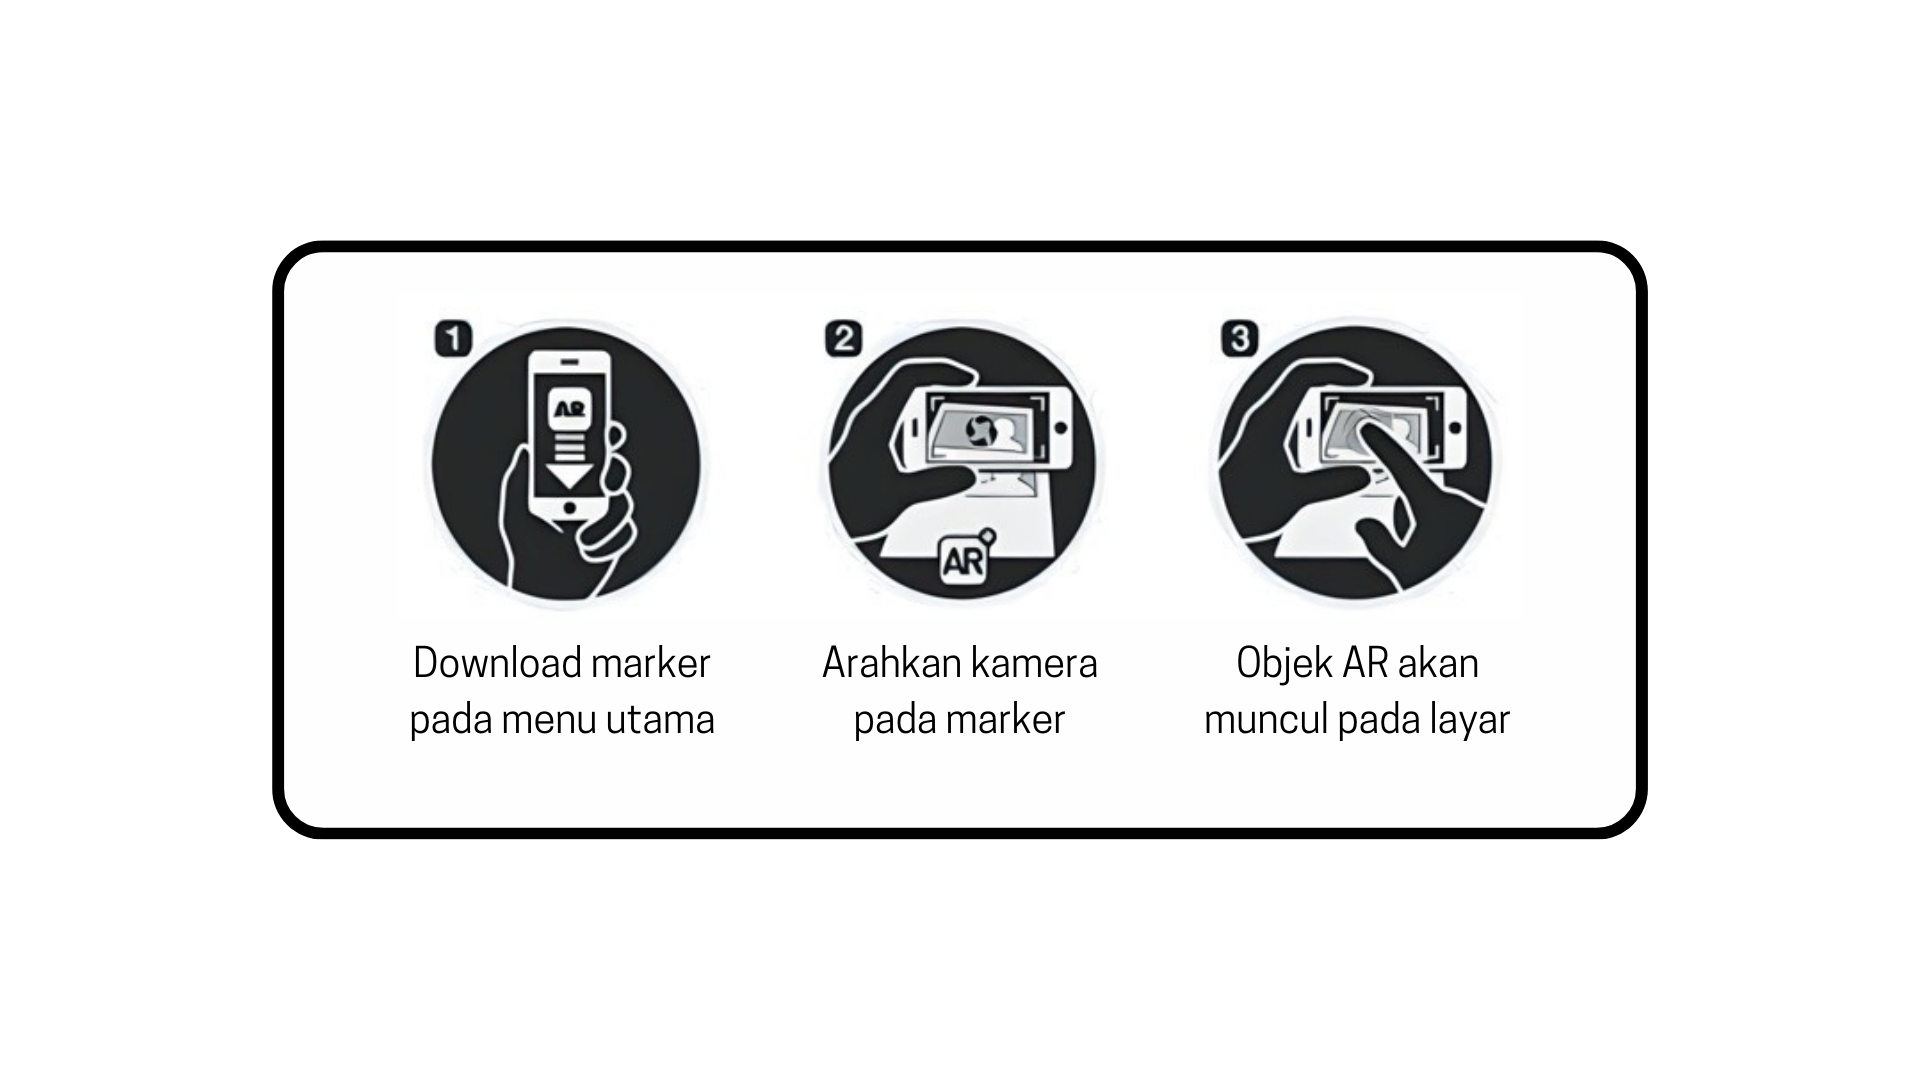 1
AR
Download marker
pada menu utama
2
AR
Arahkan kamera
pada marker
3
Objek AR akan
muncul pada layar